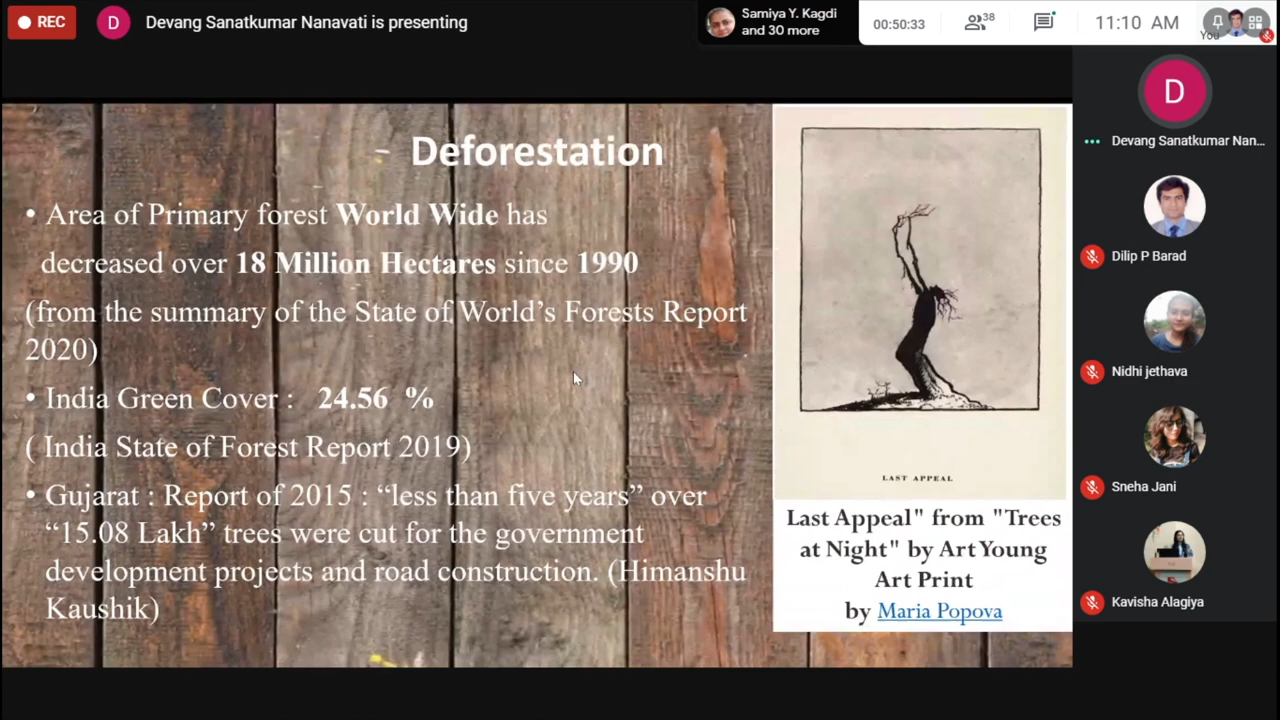 REC
D
Devang Sanatkumar Nanavati is presenting
Samiya Y. Kagdi
and 30 more
00:50:33
38
11:10 AM
You
Deforestation
• Area of Primary forest World Wide has
decreased over 18 Million Hectares since 1990
(from the summary of the State of World's Forests Report
2020)
• India Green Cover : 24.56 %
( India State of Forest Report 2019)
• Gujarat : Report of 2015 : “less than five years” over
“15.08 Lakh” trees were cut for the government
development projects and road construction. (Himanshu
Kaushik)
LAST APPEAL
Last Appeal" from "Trees
at Night" by Art Young
Art Print
by Maria Popova
D
Devang Sanatkumar Nan...
Dilip P Barad
Nidhi jethava
Sneha Jani
Kavisha Alagiya